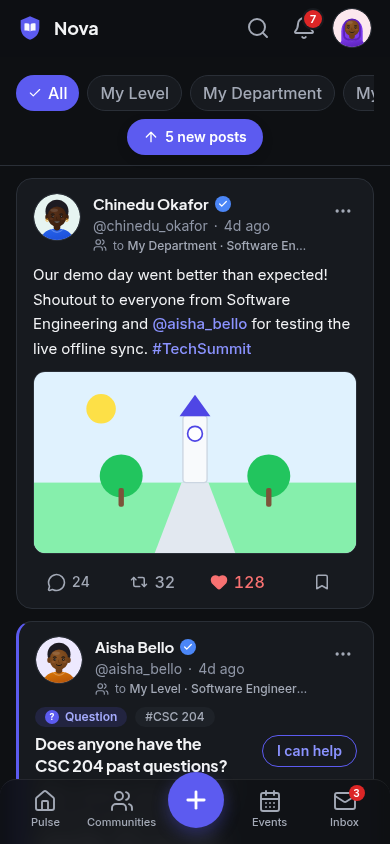 Nova
7
All
My Level
My Department
My
5 new posts
Chinedu Okafor
@chinedu_okafor · 4d ago
to My Department · Software En...
Our demo day went better than expected!
Shoutout to everyone from Software
Engineering and @aisha_bello for testing the
live offline sync. #TechSummit
24
32
128
Aisha Bello
@aisha_bello · 4d ago
to My Level · Software Engineer...
? Question
#CSC 204
Does anyone have the
CSC 204 past questions?
I can help
Pulse
Communities
Events
Inbox
3